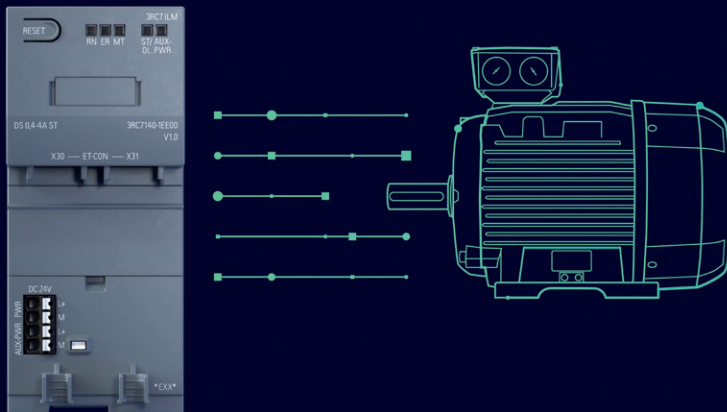 3RC7 ILM
RESET
RN ER MT ST/ AUX-
OL PWR
DS 0,4-4A ST 3RC7140-1EE00
V1.0
X30 — ET-CON — X31
DC 24V
PWR L+
M
AUX-PWR L+
M
*EXX*